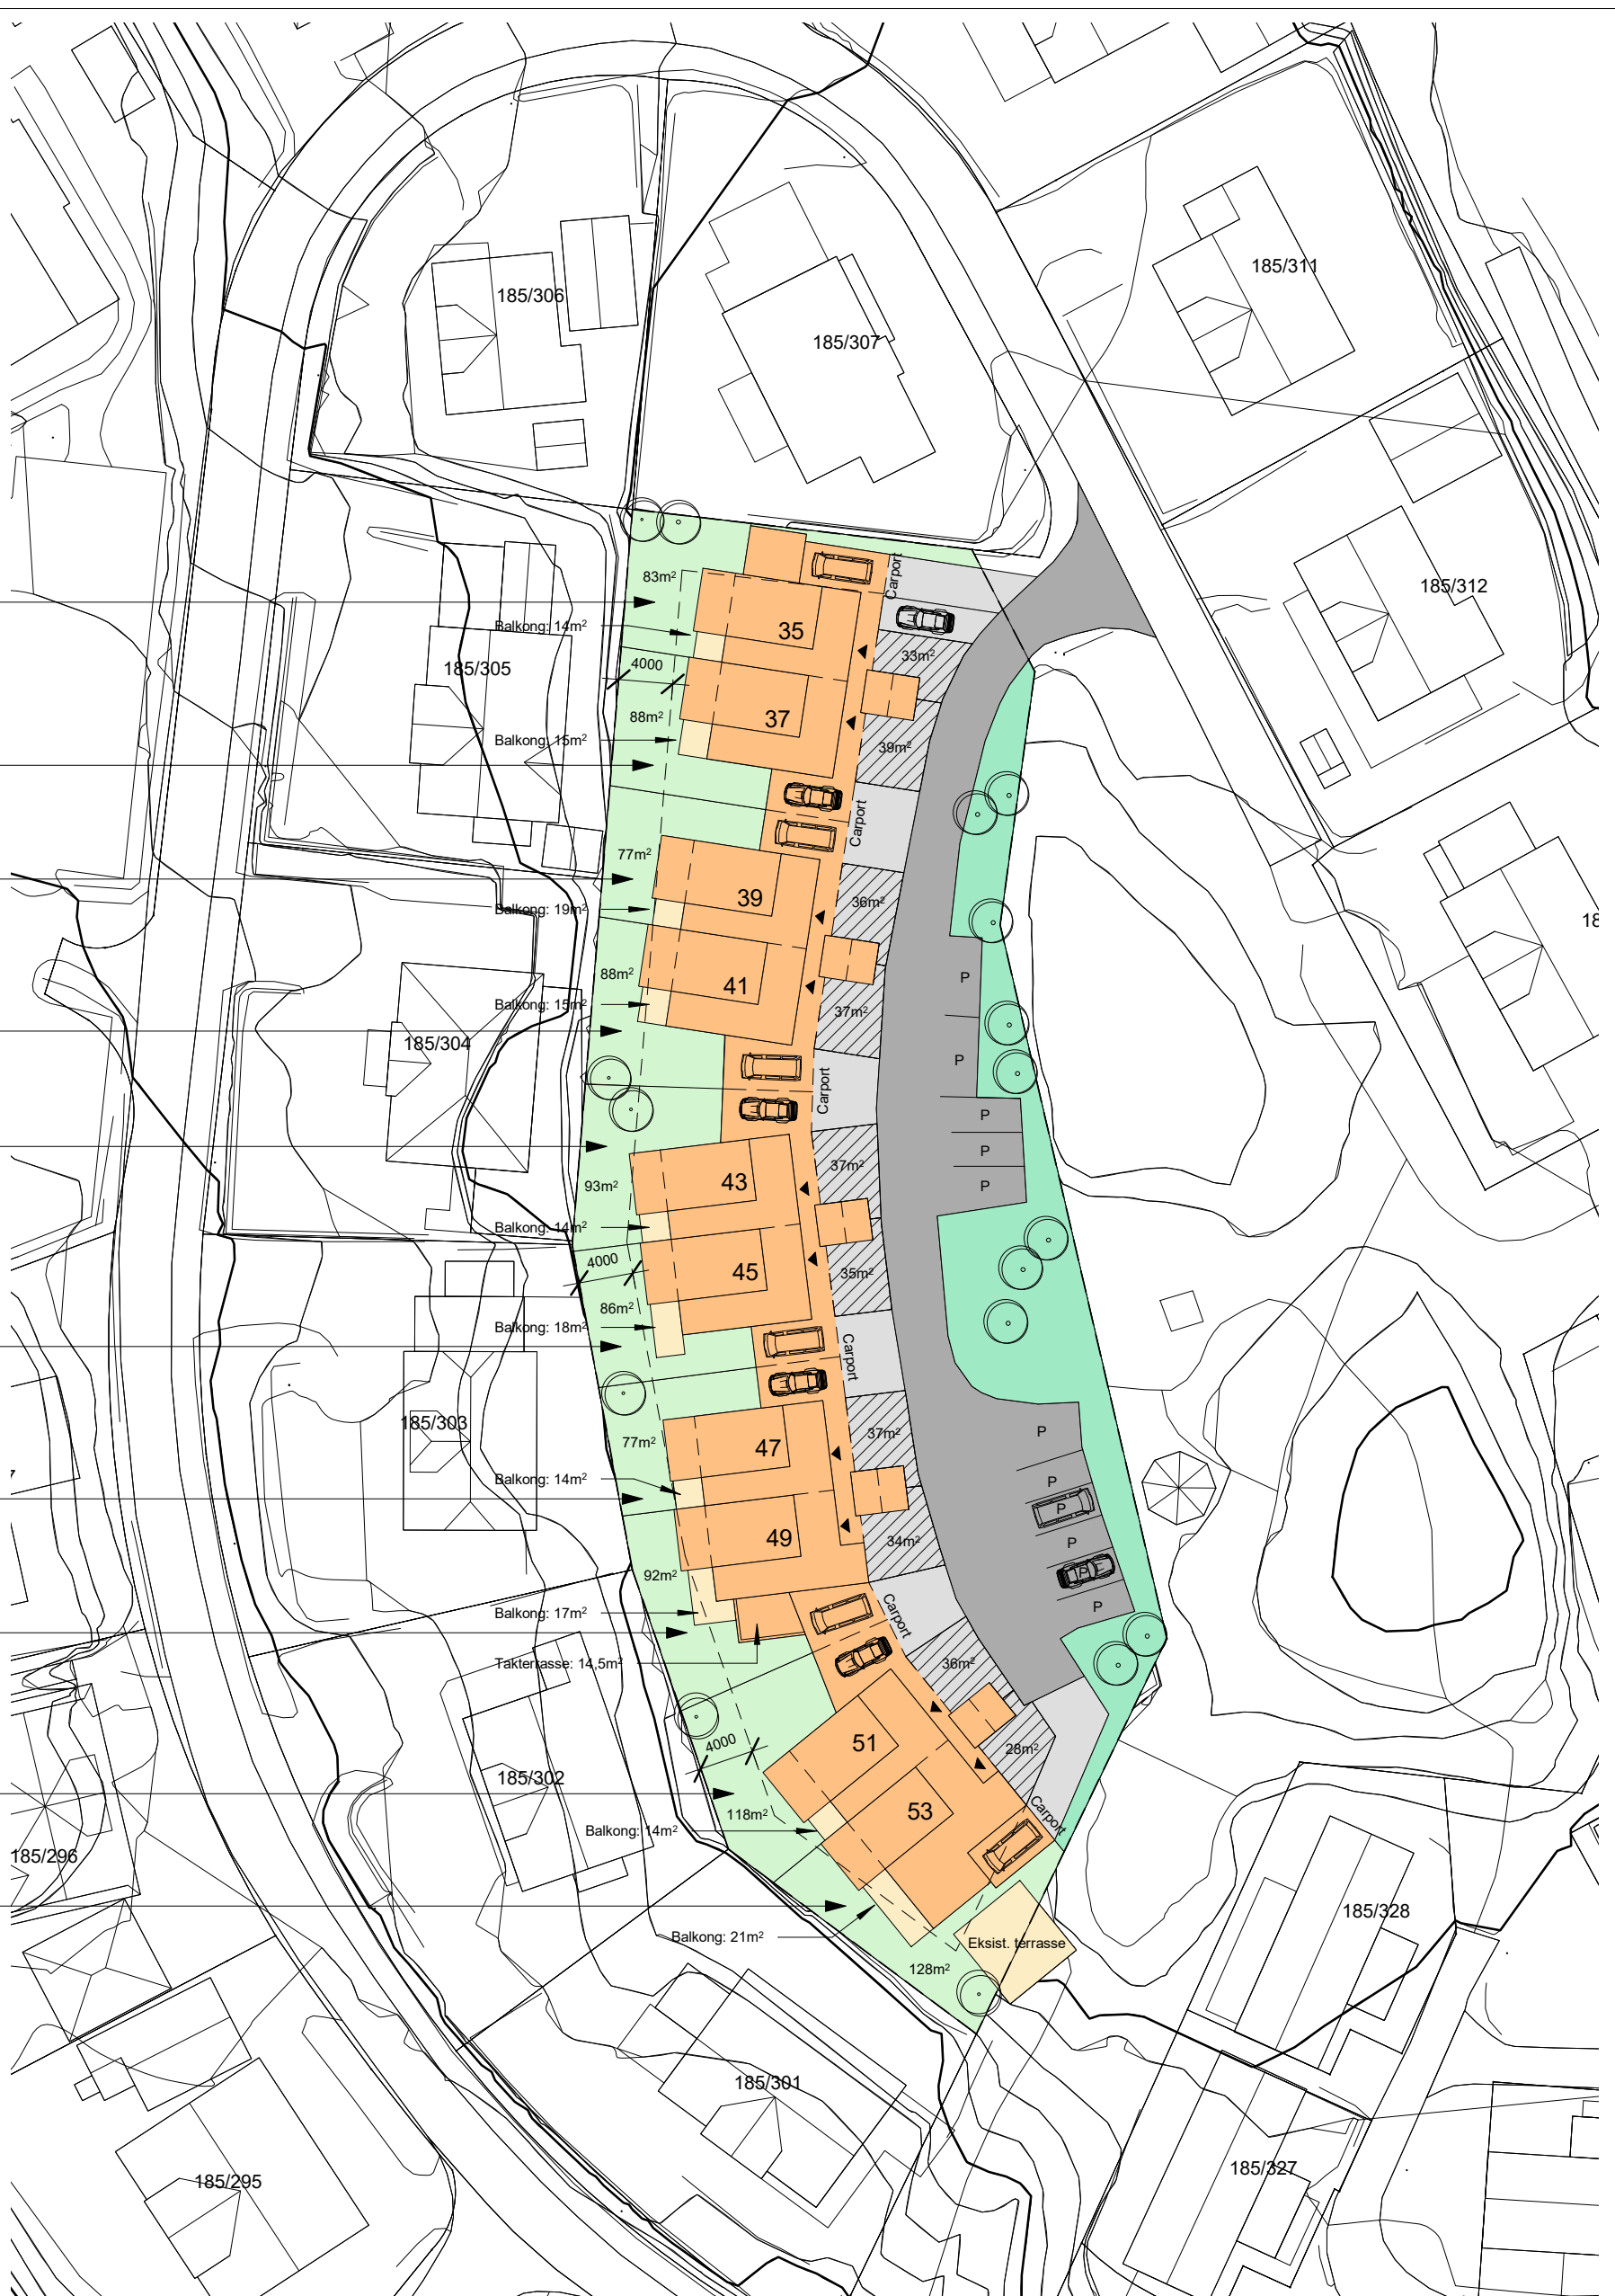 185/311
185/306
185/307
83m²
Carport
185/312
Balkong: 14m²
35
33m²
4000
185/305
88m²
37
39m²
Balkong: 15m²
Carport
77m²
39
36m²
Balkong: 19m²
18
88m²
P
41
Balkong: 15m²
37m²
185/304
P
Carport
P
P
37m²
93m²
43
P
Balkong: 14m²
4000
45
35m²
86m²
Balkong: 18m²
Carport
185/303
P
37m²
77m²
47
7
Balkong: 14m²
P
P
49
34m²
P
92m²
P
Balkong: 17m²
P
Carport
Takterrasse: 14,5m²
36m²
4000
51
28m²
185/302
118m²
53
Carport
Balkong: 14m²
185/296
185/328
Balkong: 21m²
Eksist. terrasse
128m²
185/301
185/295
185/327